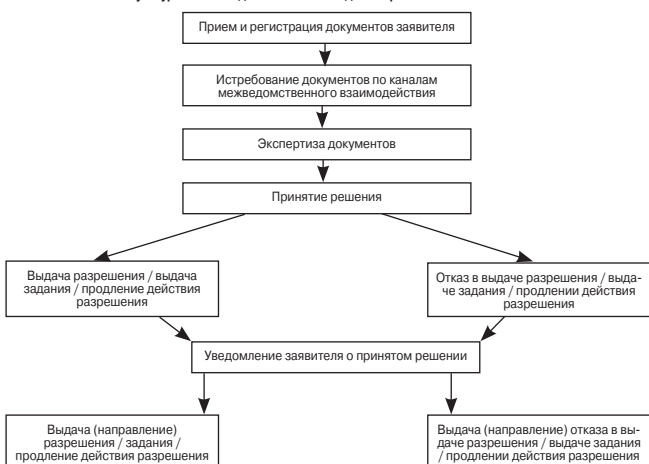 Прием и регистрация документов заявителя
Истребование документов по каналам
межведомственного взаимодействия
Экспертиза документов
Принятие решения
Выдача разрешения / выдача
задания / продление действия
разрешения
Отказ в выдаче разрешения / выда-
че задания / продлении действия
разрешения
Уведомление заявителя о принятом решении
Выдача (направление)
разрешения / задания /
продление действия разрешения
Выдача (направление) отказа в вы-
даче разрешения / выдаче задания
/ продлении действия разрешения